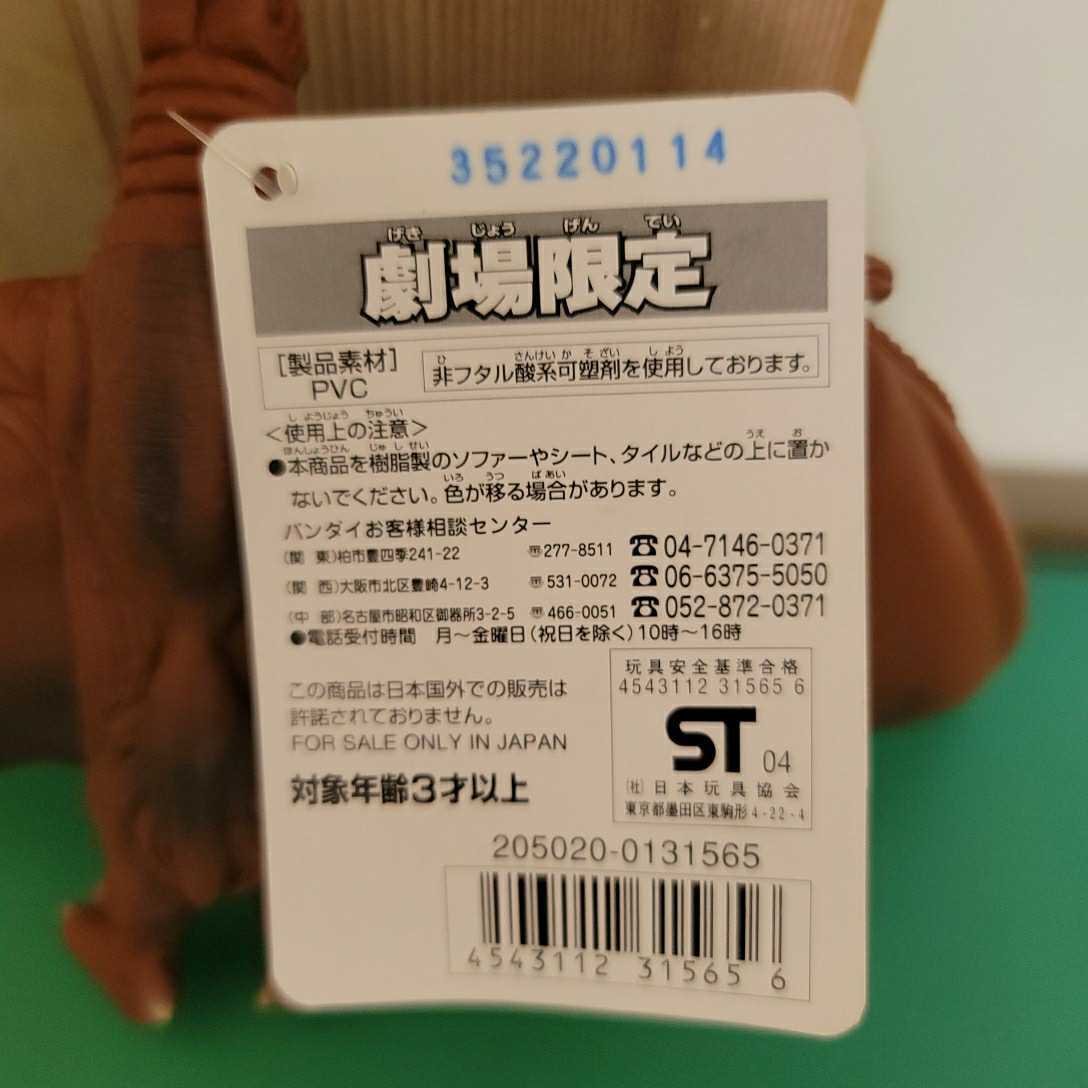 35220114
げき じょう げん てい
劇場限定
[製品素材]
PVC
ひ さんけい か そ ざい し よう
非フタル酸系可塑剤を使用しております。
し ようじょう ちゅうい
<使用上の注意>
ほんしょうひん じゅ し せい うえ お
●本商品を樹脂製のソファーやシート、タイルなどの上に置か
いろ うつ ば あい
ないでください。色が移る場合があります。
バンダイお客様相談センター
(関 東)柏市豊四季241-22 〠277-8511 ☎04-7146-0371
(関 西)大阪市北区豊崎4-12-3 〠531-0072 ☎06-6375-5050
(中 部)名古屋市昭和区御器所3-2-5 〠466-0051 ☎052-872-0371
●電話受付時間 月〜金曜日(祝日を除く)10時〜16時
この商品は日本国外での販売は
許諾されておりません。
FOR SALE ONLY IN JAPAN
対象年齢3才以上
玩具安全基準合格
4543112 31565 6
ST 04
(社)日本玩具協会
東京都墨田区東駒形4-22-4
205020-0131565
4543112 315656